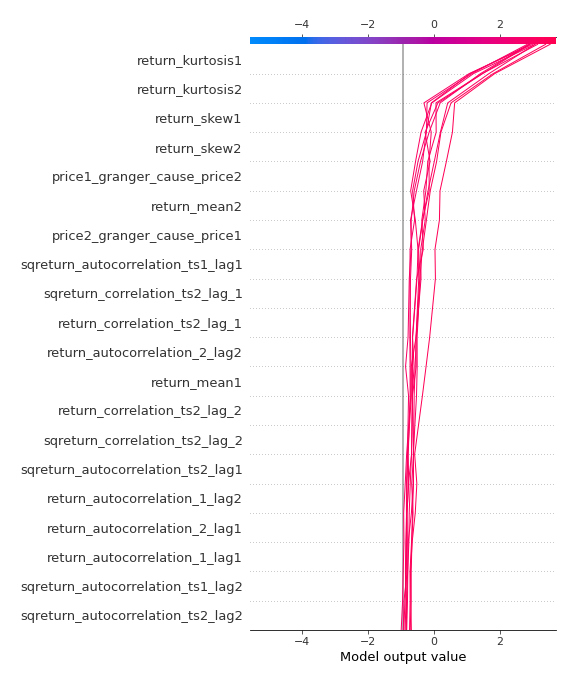 −4 −2 0 2
return_kurtosis1
return_kurtosis2
return_skew1
return_skew2
price1_granger_cause_price2
return_mean2
price2_granger_cause_price1
sqreturn_autocorrelation_ts1_lag1
sqreturn_correlation_ts2_lag_1
return_correlation_ts2_lag_1
return_autocorrelation_2_lag2
return_mean1
return_correlation_ts2_lag_2
sqreturn_correlation_ts2_lag_2
sqreturn_autocorrelation_ts2_lag1
return_autocorrelation_1_lag2
return_autocorrelation_2_lag1
return_autocorrelation_1_lag1
sqreturn_autocorrelation_ts1_lag2
sqreturn_autocorrelation_ts2_lag2
−4 −2 0 2
Model output value